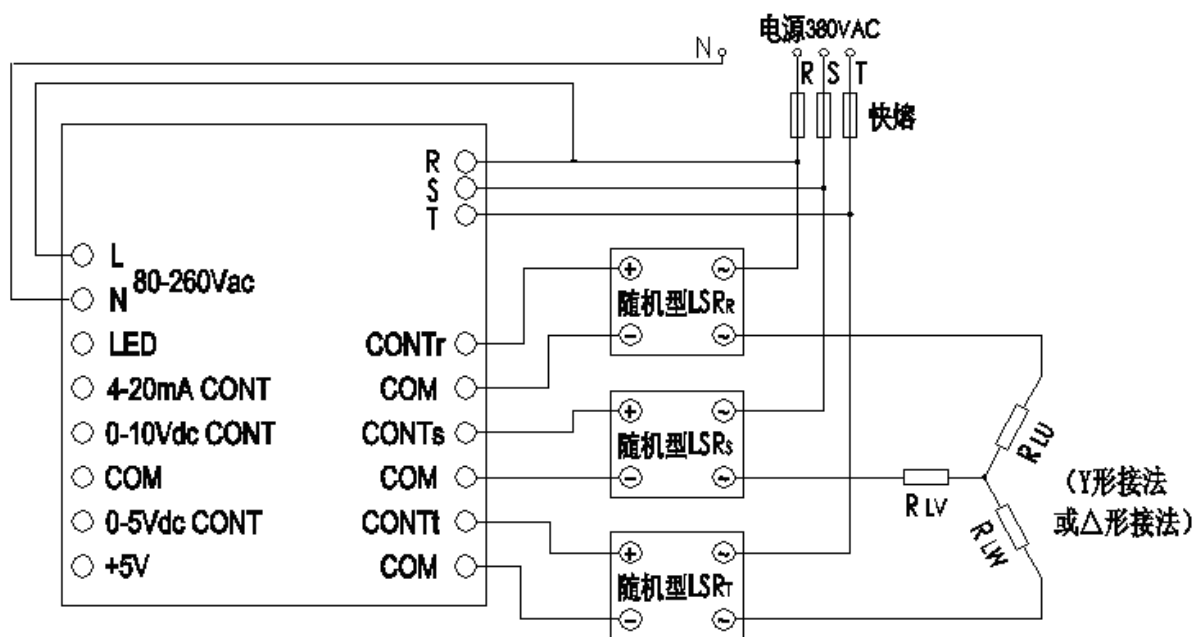 电源380VAC
N
R S T
快熔
R
S
T
L
80-260Vac
N
LED
4-20mA CONT
0-10Vdc CONT
COM
0-5Vdc CONT
+5V
CONTr
COM
CONTs
COM
CONTt
COM
+ ~
随机型LSRR
- ~
+ ~
随机型LSRS
- ~
+ ~
随机型LSRT
- ~
RLU
RLV
RLW
(Y形接法
或△形接法)